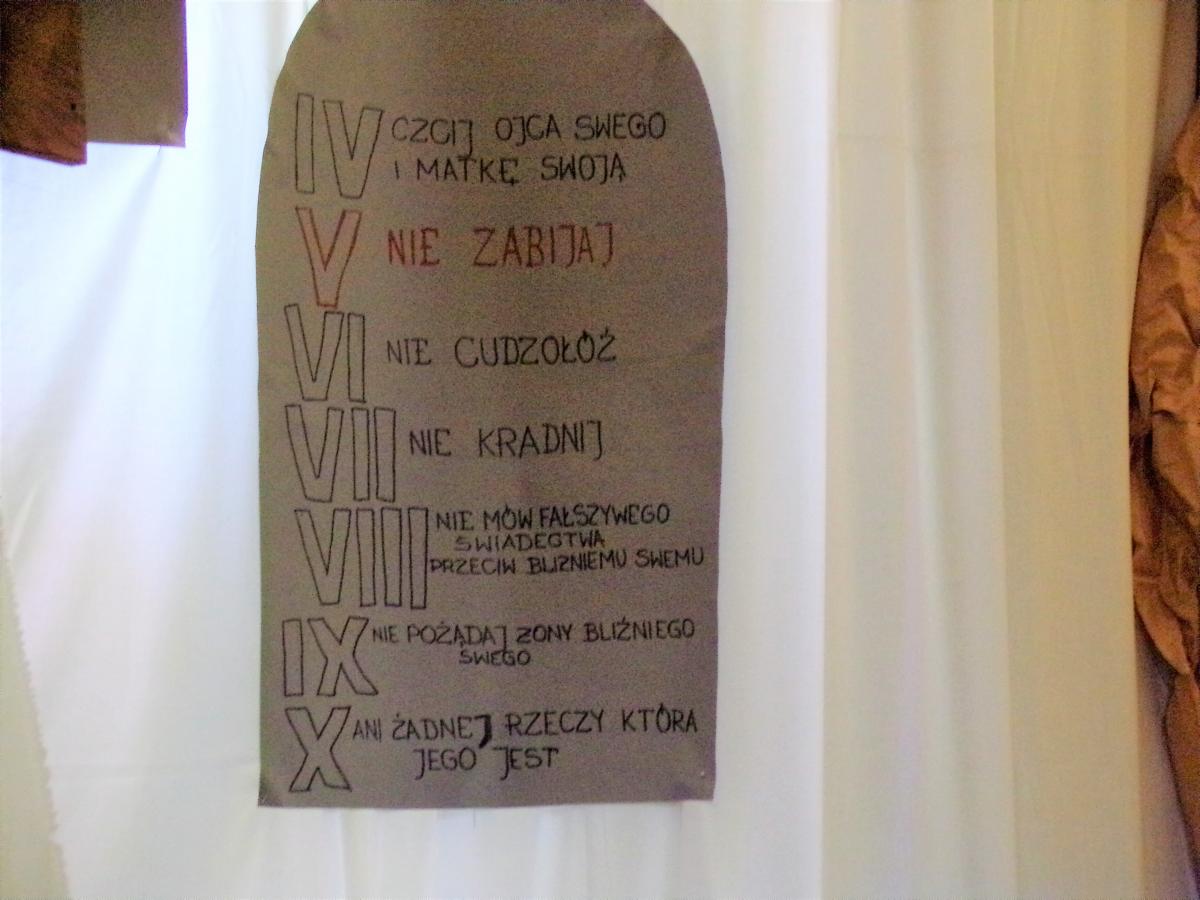 IV CZCIJ OJCA SWEGO
I MATKĘ SWOJĄ
V NIE ZABIJAJ
VI NIE CUDZOŁÓŻ
VII NIE KRADNIJ
VIII NIE MÓW FAŁSZYWEGO
ŚWIADECTWA
PRZECIW BLIŹNIEMU SWEMU
IX NIE POŻĄDAJ ŻONY BLIŹNIEGO
SWEGO
X ANI ŻADNEJ RZECZY KTÓRA
JEGO JEST